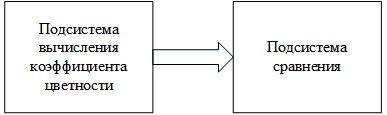 Подсистема
вычисления
коэффициента
цветности
Подсистема
сравнения